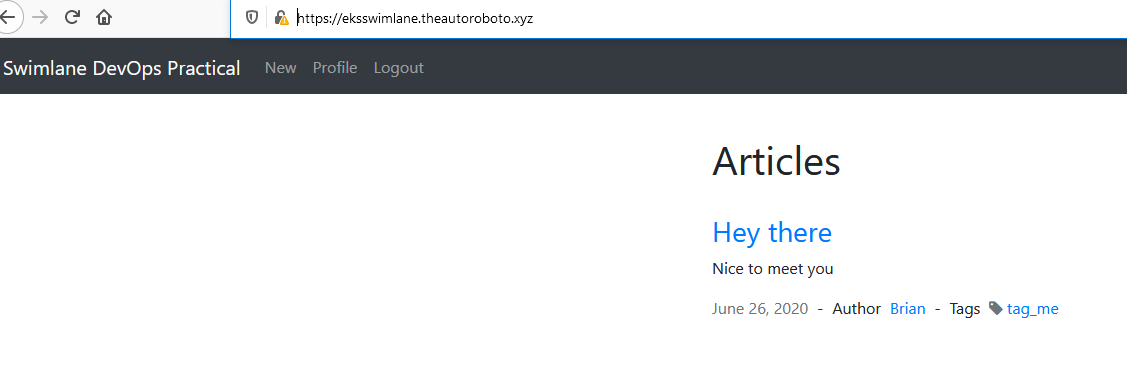 https://eksswimlane.theautoroboto.xyz
Swimlane DevOps Practical New Profile Logout
Articles
Hey there
Nice to meet you
June 26, 2020 - Author Brian - Tags tag_me